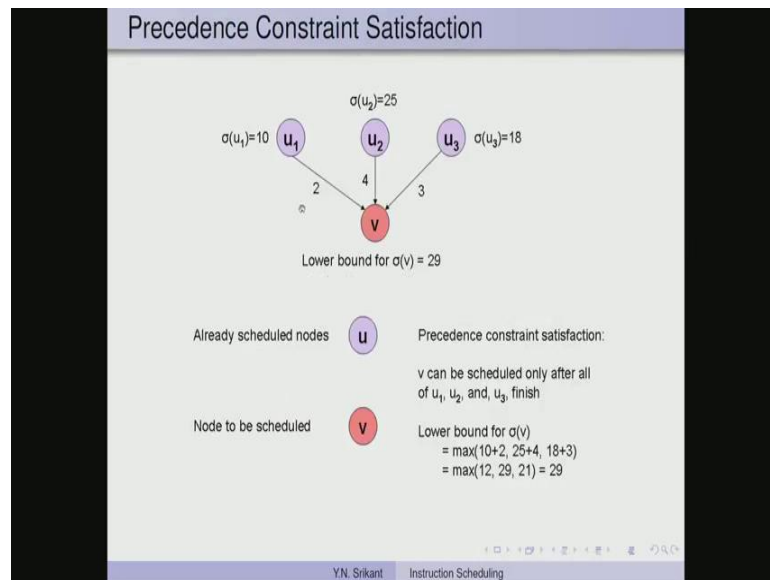 Precedence Constraint Satisfaction
σ(u2)=25
σ(u1)=10 u1 u2 u3 σ(u3)=18
2 4 3
v
Lower bound for σ(v) = 29
Already scheduled nodes u
Node to be scheduled v
Precedence constraint satisfaction:
v can be scheduled only after all
of u1, u2, and, u3, finish
Lower bound for σ(v)
= max(10+2, 25+4, 18+3)
= max(12, 29, 21) = 29
Y.N. Srikant Instruction Scheduling